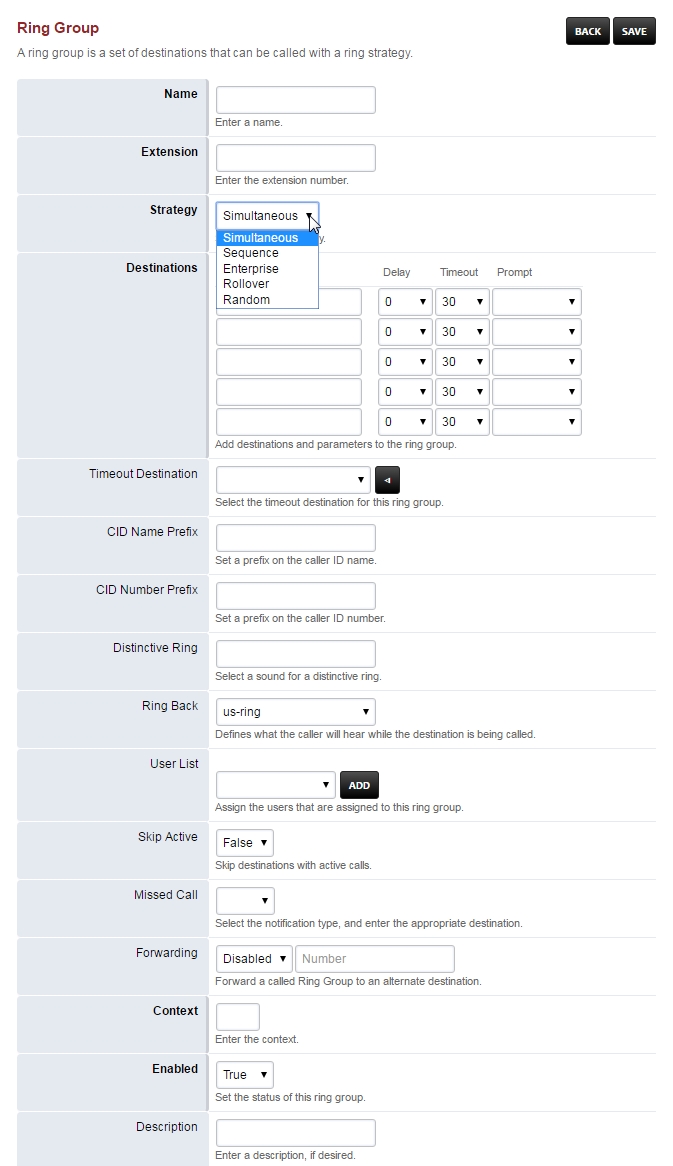 Ring Group
BACK SAVE
A ring group is a set of destinations that can be called with a ring strategy.
Name
Enter a name.
Extension
Enter the extension number.
Strategy
Simultaneous
y.
Simultaneous
Sequence
Enterprise
Rollover
Random
Destinations
Delay Timeout Prompt
0 30
0 30
0 30
0 30
0 30
Add destinations and parameters to the ring group.
Timeout Destination
Select the timeout destination for this ring group.
CID Name Prefix
Set a prefix on the caller ID name.
CID Number Prefix
Set a prefix on the caller ID number.
Distinctive Ring
Select a sound for a distinctive ring.
Ring Back
us-ring
Defines what the caller will hear while the destination is being called.
User List
ADD
Assign the users that are assigned to this ring group.
Skip Active
False
Skip destinations with active calls.
Missed Call
Select the notification type, and enter the appropriate destination.
Forwarding
Disabled Number
Forward a called Ring Group to an alternate destination.
Context
Enter the context.
Enabled
True
Set the status of this ring group.
Description
Enter a description, if desired.